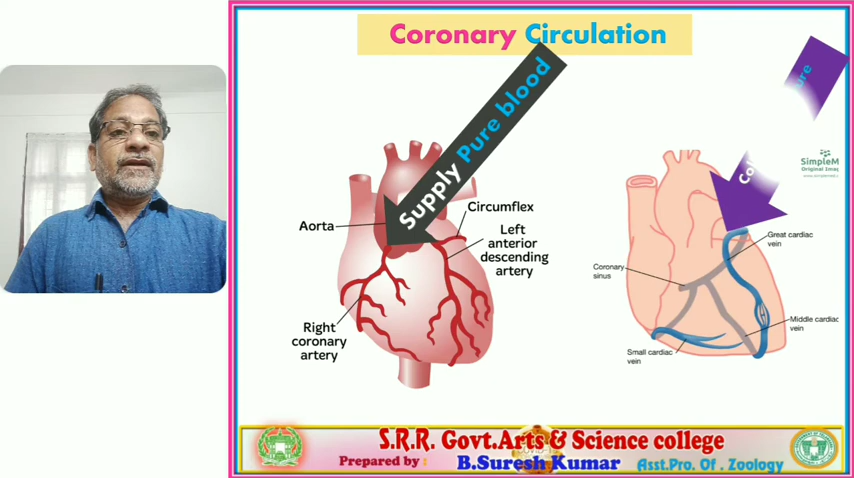 Coronary Circulation
Supply Pure blood
Aorta
Circumflex
Left
anterior
descending
artery
Right
coronary
artery
SimpleM
Original Imag
Great cardiac
vein
Coronary
sinus
Middle cardiac
vein
Small cardiac
vein
S.R.R. Govt.Arts & Science college
Prepared by : B.Suresh Kumar Asst.Pro. Of . Zoology